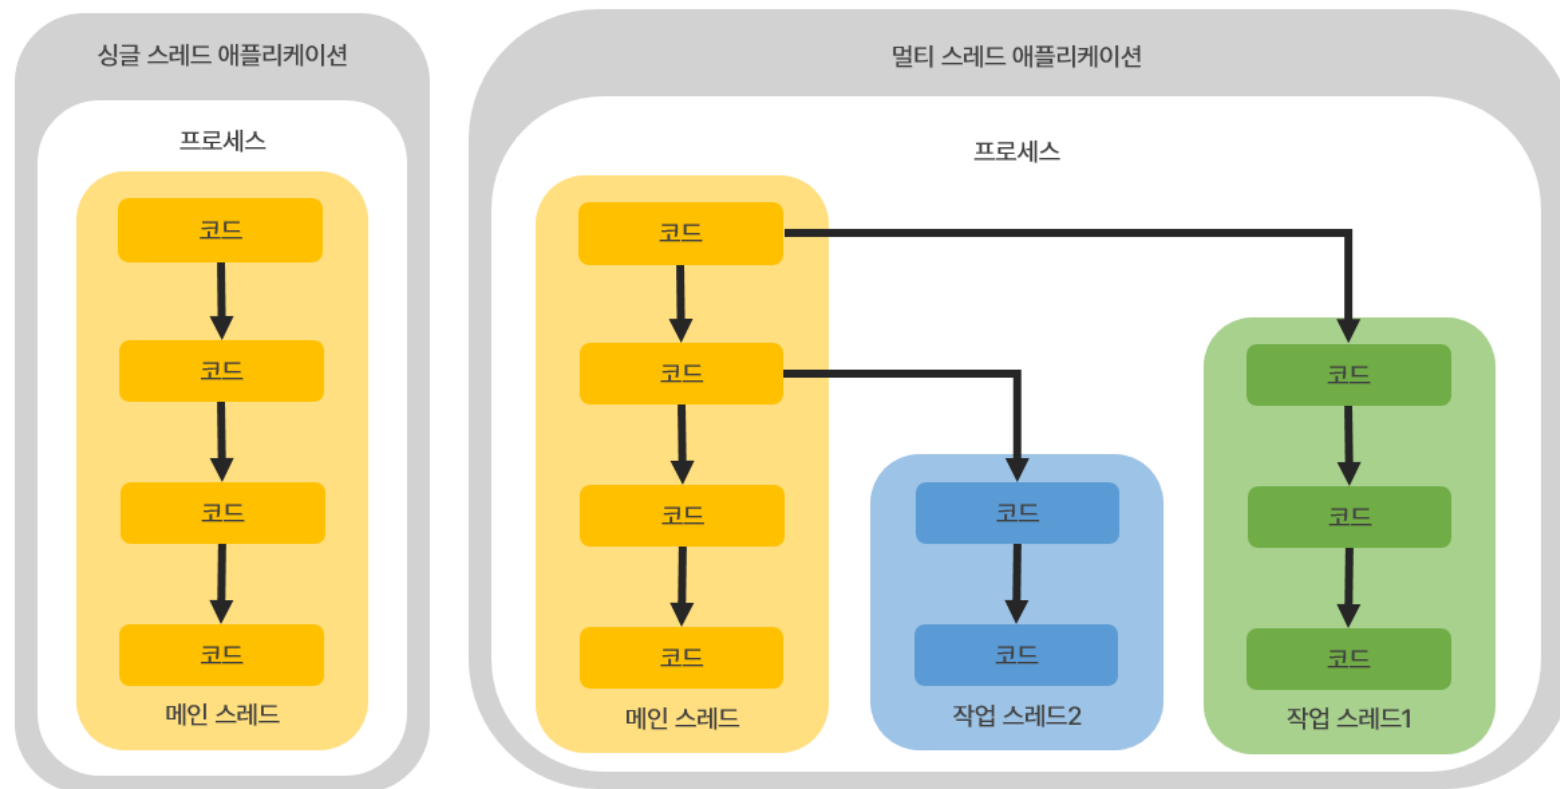 싱글 스레드 애플리케이션
프로세스
코드
코드
코드
코드
메인 스레드
멀티 스레드 애플리케이션
프로세스
코드
코드
코드
코드
메인 스레드
코드
코드
작업 스레드2
코드
코드
코드
작업 스레드1